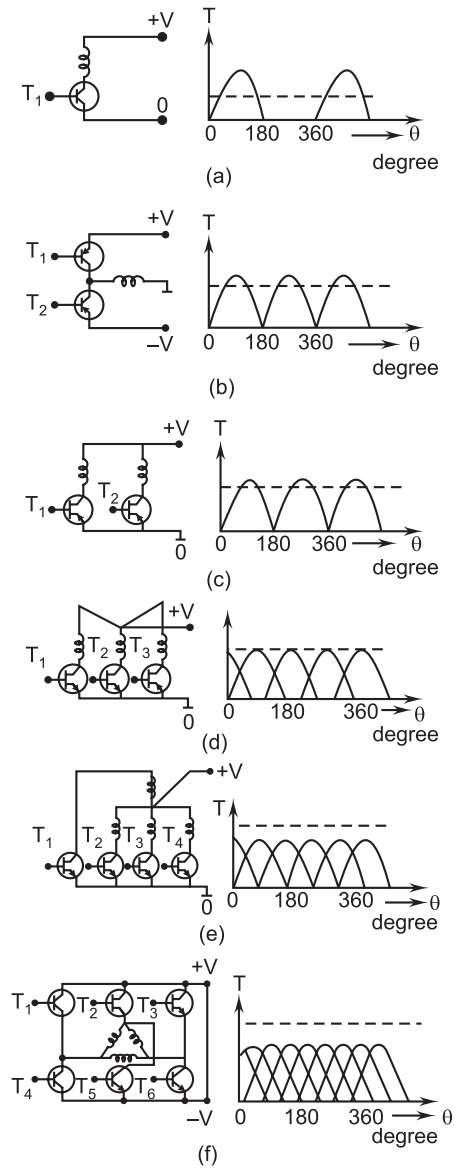 +V T
T1
0 0 180 360 θ
degree
(a)
+V T
T1
T2
–V 0 180 360 θ
degree
(b)
+V T
T1 T2
0 0 180 360 θ
degree
(c)
+V
T1 T2 T3
0 0 180 360 θ
degree
(d)
+V
T
T1 T2 T3 T4
0 0 180 360 θ
degree
(e)
+V T
T1 T2 T3
T4 T5 T6
–V 0 180 360 θ
degree
(f)